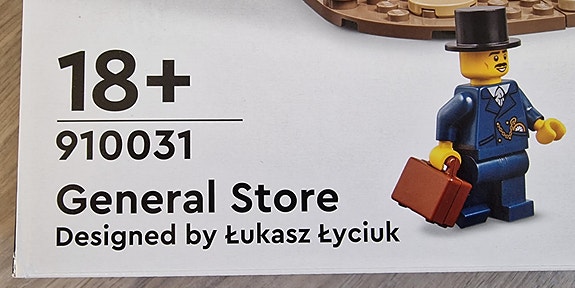 18+
910031
General Store
Designed by Łukasz Łyciuk